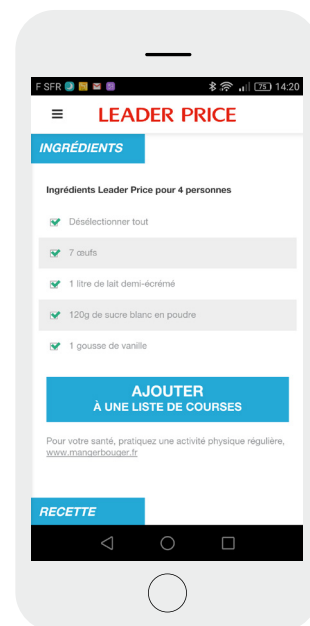 F SFR 75 14:20
LEADER PRICE
INGRÉDIENTS
Ingrédients Leader Price pour 4 personnes
Désélectionner tout
7 œufs
1 litre de lait demi-écrémé
120g de sucre blanc en poudre
1 gousse de vanille
AJOUTER
À UNE LISTE DE COURSES
Pour votre santé, pratiquez une activité physique régulière,
www.mangerbouger.fr
RECETTE